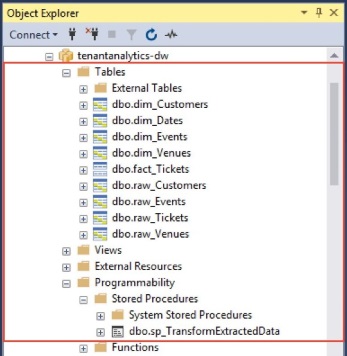 Object Explorer
Connect
tenantanalytics-dw
Tables
External Tables
dbo.dim_Customers
dbo.dim_Dates
dbo.dim_Events
dbo.dim_Venues
dbo.fact_Tickets
dbo.raw_Customers
dbo.raw_Events
dbo.raw_Tickets
dbo.raw_Venues
Views
External Resources
Programmability
Stored Procedures
System Stored Procedures
dbo.sp_TransformExtractedData
Functions